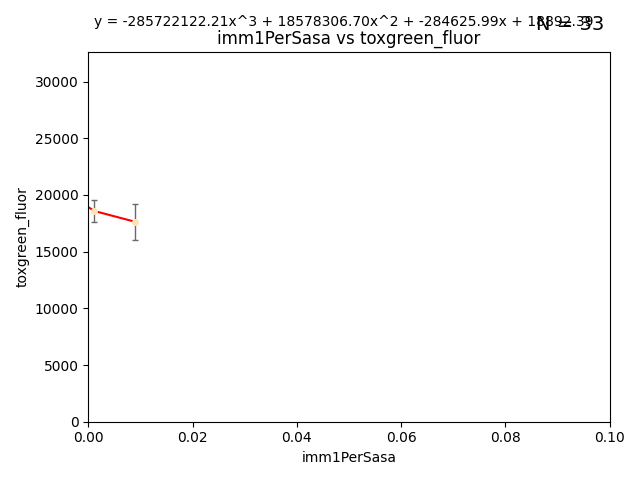 y = -285722122.21x^3 + 18578306.70x^2 + -284625.99x + 18892.39
N = 33
imm1PerSasa vs toxgreen_fluor
30000
25000
20000
15000
10000
5000
0
toxgreen_fluor
0.00 0.02 0.04 0.06 0.08 0.10
imm1PerSasa